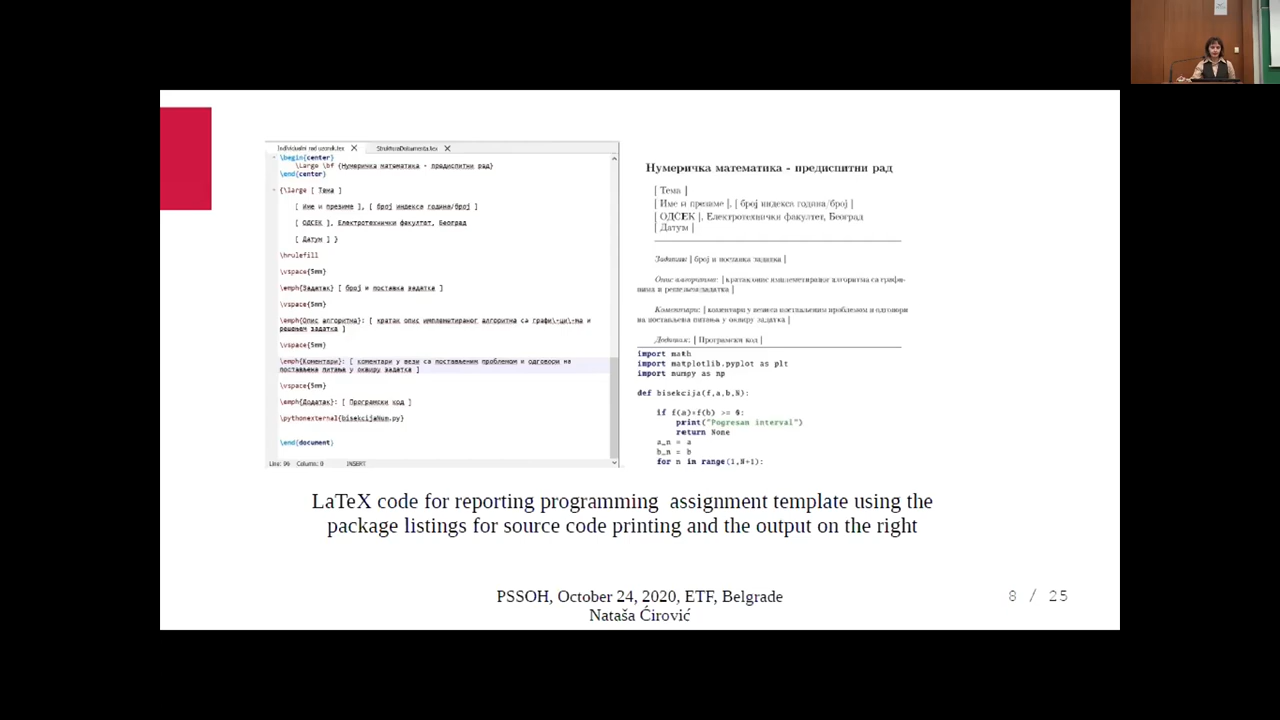 Individualni rad uzorak.tex
StrukturaDokumenta.tex
\begin{center}
\Large \bf {Нумеричка математика - предиспитни рад}
\end{center}
{\large [ Тема ]
[ Име и презиме ], [ број индекса година/број ]
[ ОДСЕК ], Електротехнички факултет, Београд
[ Датум ] }
\hrulefill
\vspace{5mm}
\emph{Задатак} [ број и поставка задатка ]
\vspace{5mm}
\emph{Опис алгоритма}: [ кратак опис имплеметираног алгоритма са графи\-ци\-ма и
решењем задатка ]
\vspace{5mm}
\emph{Коментари}: [ коментари у вези са постављеним проблемом и одговори на
постављена питања у оквиру задатка ]
\vspace{5mm}
\emph{Додатак}: [ Програмски код ]
\pythonexternal{bisekcijaNum.py}
\end{document}
Line: 96 Column: 0 INSERT
Нумеричка математика - предиспитни рад
[ Тема ]
[ Име и презиме ], [ број индекса година/број ]
[ ОДСЕК ], Електротехнички факултет, Београд
[ Датум ]
Задатак [ број и поставка задатка ]
Опис алгоритма: [ кратак опис имплеметираног алгоритма са графи-
цима и решењем задатка ]
Коментари: [ коментари у вези са постављеним проблемом и одговори
на постављена питања у оквиру задатка ]
Додатак: [ Програмски код ]
import math
import matplotlib.pyplot as plt
import numpy as np
def bisekcija(f,a,b,N):
if f(a)*f(b) >= 0:
print("Pogresan interval")
return None
a_n = a
b_n = b
for n in range(1,N+1):
LaTeX code for reporting programming assignment template using the
package listings for source code printing and the output on the right
PSSOH, October 24, 2020, ETF, Belgrade
Nataša Ćirović
8 / 25